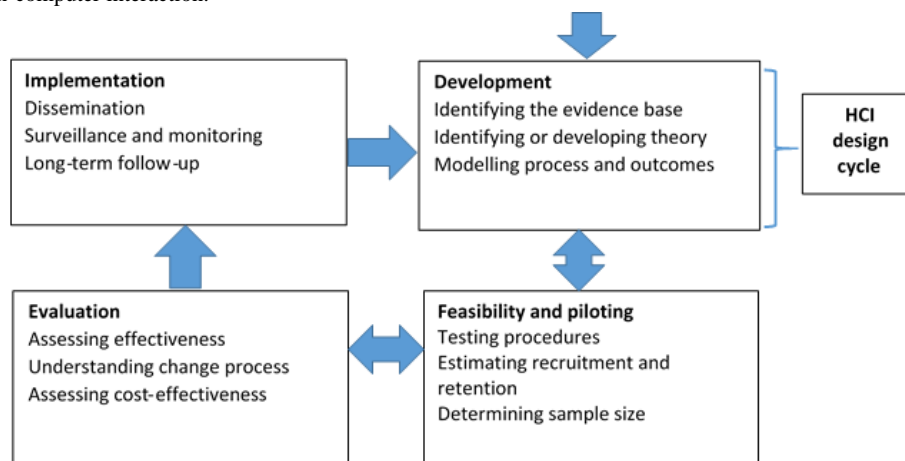 computer interaction.
Implementation
Dissemination
Surveillance and monitoring
Long-term follow-up
Development
Identifying the evidence base
Identifying or developing theory
Modelling process and outcomes
HCI
design
cycle
Evaluation
Assessing effectiveness
Understanding change process
Assessing cost-effectiveness
Feasibility and piloting
Testing procedures
Estimating recruitment and
retention
Determining sample size